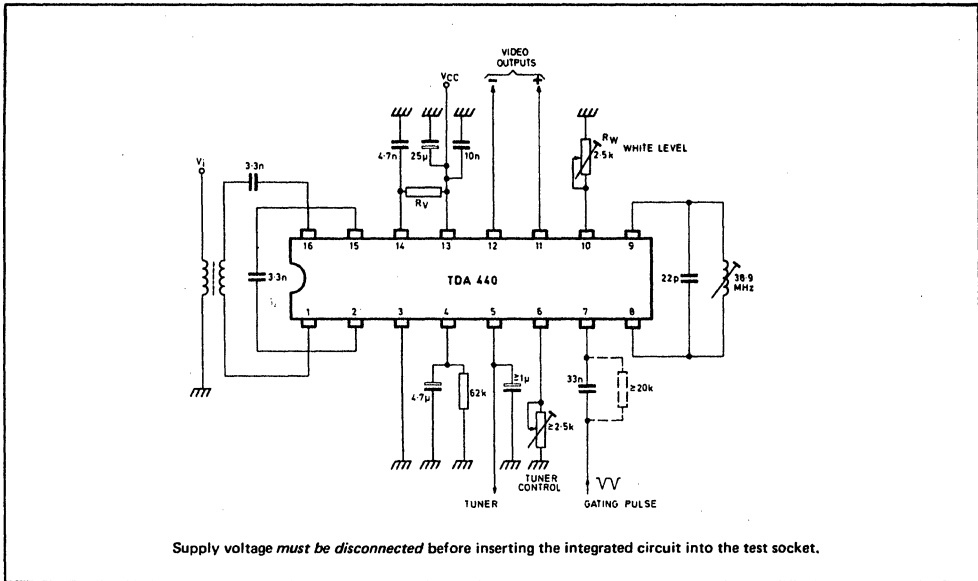 VIDEO
OUTPUTS
VCC
−
+
4.7n
25μ
10n
RW
2.5k
WHITE LEVEL
Vi
3.3n
RV
16
15
14
13
12
11
10
9
3.3n
TDA 440
22p
38.9
MHz
1
2
3
4
5
6
7
8
4.7μ
62k
1μ
≥2.5k
33n
≥20k
TUNER
CONTROL
TUNER
GATING PULSE
Supply voltage must be disconnected before inserting the integrated circuit into the test socket.